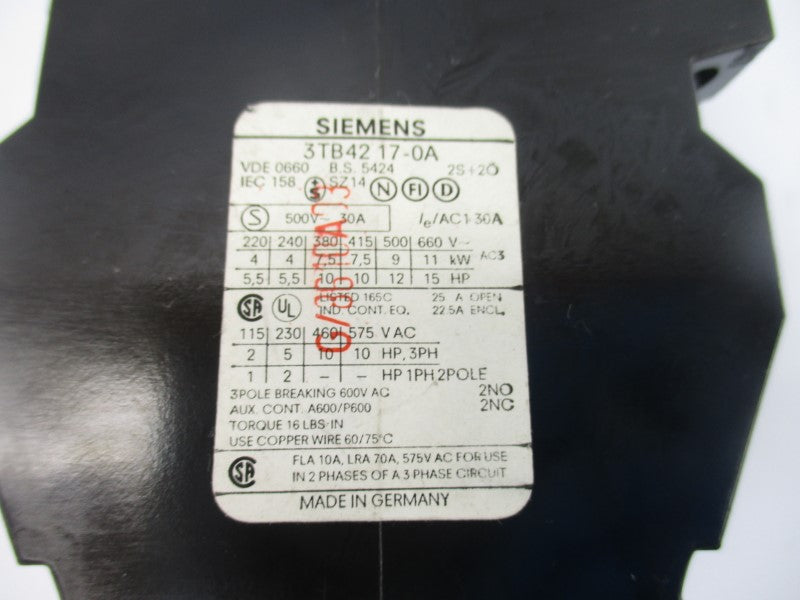 SIEMENS
3TB42 17-0A
VDE 0660 B.S. 5424 2S+2Ö
IEC 158 SZ14 N FI D
S 500V~ 30A Ie/AC1 30A
220 240 380 415 500 660 V~ AC3
4 4 7,5 7,5 9 11 kW
5,5 5,5 10 10 12 15 HP
SA UL LISTED 165C 25 A OPEN
IND. CONT. EQ. 22.5A ENCL.
115 230 460 575 V AC
2 5 10 10 HP, 3PH
1 2 - - HP 1PH 2POLE
3POLE BREAKING 600V AC 2NO
AUX. CONT. A600/P600 2NC
TORQUE 16 LBS-IN
USE COPPER WIRE 60/75°C
SA FLA 10A, LRA 70A, 575V AC FOR USE
IN 2 PHASES OF A 3 PHASE CIRCUIT
MADE IN GERMANY